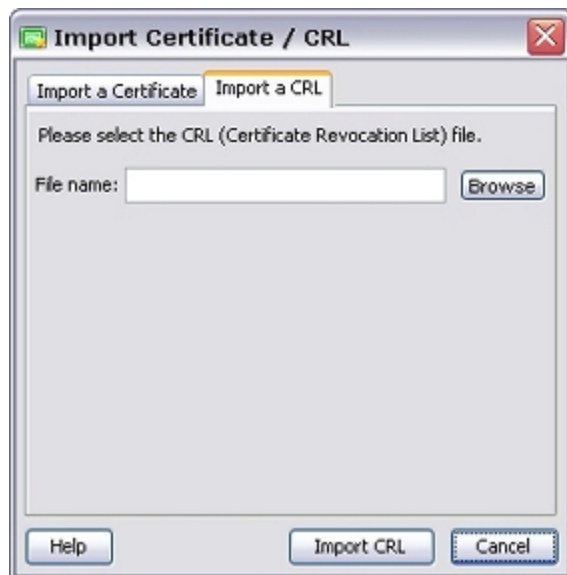 Import Certificate / CRL
Import a Certificate Import a CRL
Please select the CRL (Certificate Revocation List) file.
File name: Browse
Help Import CRL Cancel